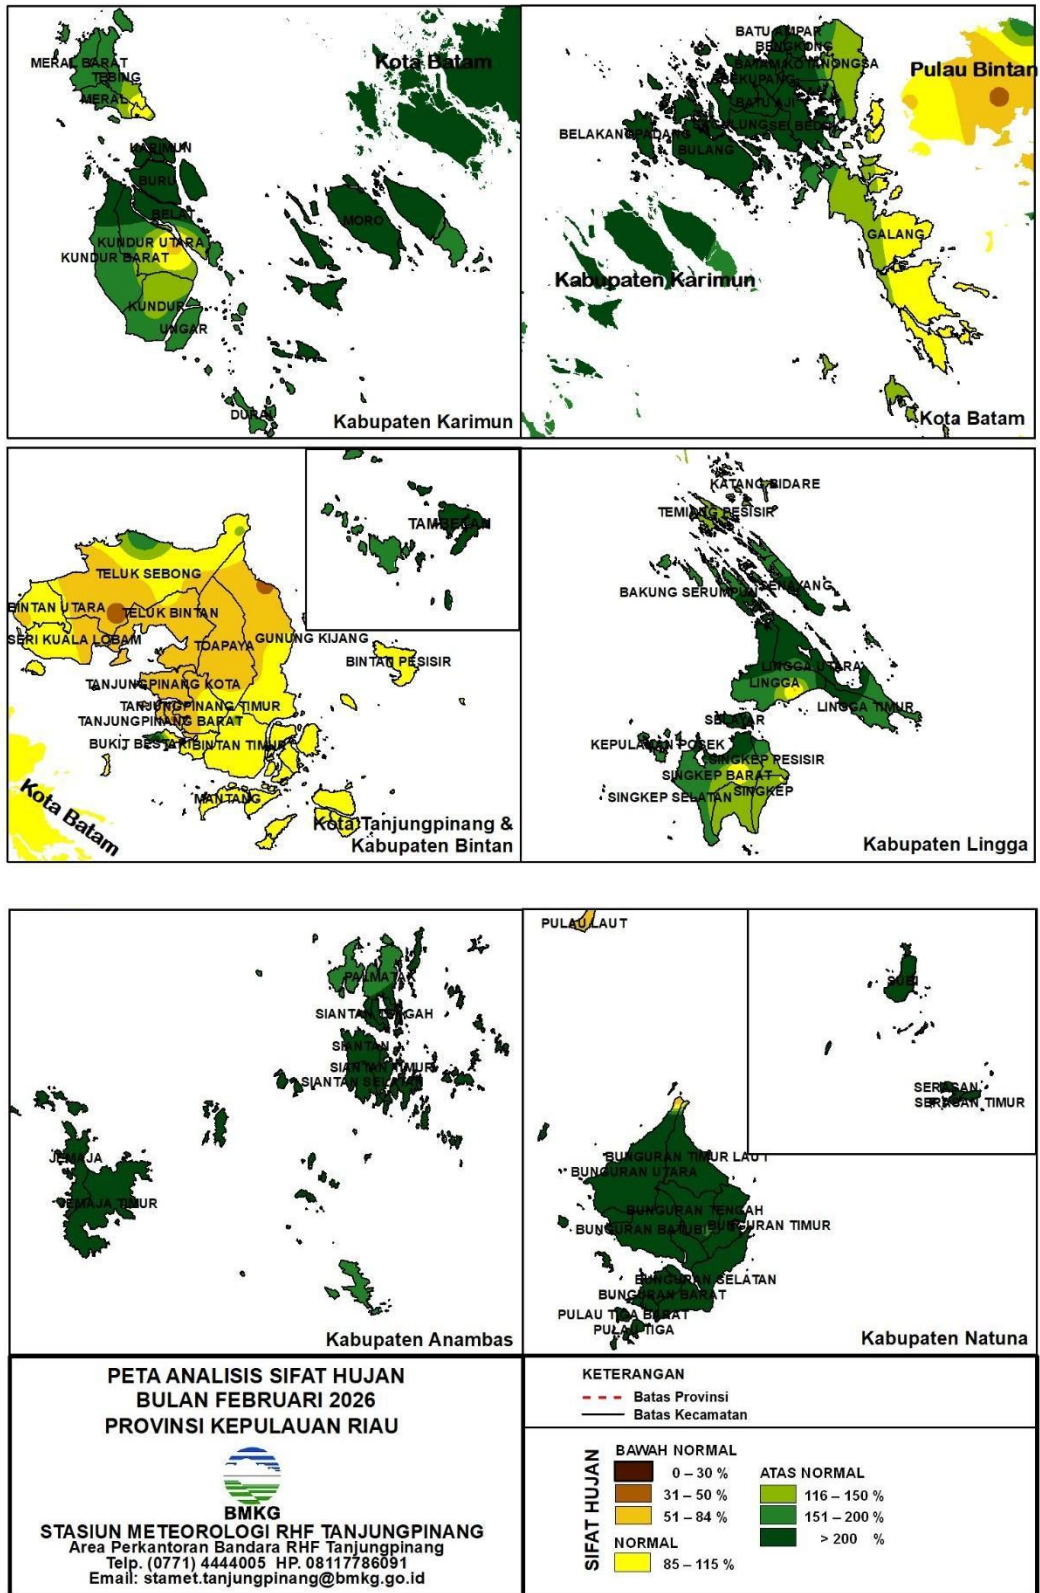 MERAL BARAT
TEBING
MERAL
KARIMUN
BURU
BELAT
KUNDUR UTARA
KUNDUR BARAT
KUNDUR
UNGAR
DURAI
MORO
Kota Batam
Kabupaten Karimun
BATU AMPAR
BENGKONG
BATAM KOTA
NONGSA
SEKUPANG
BATU AJI
SAGULUNG
SEI BEDUK
BELAKANG PADANG
BULANG
GALANG
Pulau Bintan
Kabupaten Karimun
Kota Batam
TAMBELAN
TELUK SEBONG
BINTAN UTARA
TELUK BINTAN
SERI KUALA LOBAM
TOAPAYA
GUNUNG KIJANG
BINTAN PESISIR
TANJUNGPINANG KOTA
TANJUNGPINANG TIMUR
TANJUNGPINANG BARAT
BUKIT BESTARI
BINTAN TIMUR
MANTANG
Kota Batam
Kota Tanjungpinang &
Kabupaten Bintan
KATANG BIDARE
TEMIANG PESISIR
SENAYANG
BAKUNG SERUMPUN
LINGGA UTARA
LINGGA
LINGGA TIMUR
SELAYAR
KEPULAUAN POSEK
SINGKEP PESISIR
SINGKEP BARAT
SINGKEP
SINGKEP SELATAN
Kabupaten Lingga
PALMATAK
SIANTAN TENGAH
SIANTAN
SIANTAN TIMUR
SIANTAN SELATAN
JEMAJA
JEMAJA TIMUR
Kabupaten Anambas
PULAU LAUT
SUBI
SERASAN
SERASAN TIMUR
BUNGURAN TIMUR LAUT
BUNGURAN UTARA
BUNGURAN TENGAH
BUNGURAN BATUBI
BUNGURAN TIMUR
BUNGURAN SELATAN
BUNGURAN BARAT
PULAU TIGA BARAT
PULAU TIGA
Kabupaten Natuna
PETA ANALISIS SIFAT HUJAN
BULAN FEBRUARI 2026
PROVINSI KEPULAUAN RIAU
BMKG
STASIUN METEOROLOGI RHF TANJUNGPINANG
Area Perkantoran Bandara RHF Tanjungpinang
Telp. (0771) 4444005 HP. 08117786091
Email: stamet.tanjungpinang@bmkg.go.id
KETERANGAN
Batas Provinsi
Batas Kecamatan
SIFAT HUJAN
BAWAH NORMAL
0 – 30 %
31 – 50 %
51 – 84 %
NORMAL
85 – 115 %
ATAS NORMAL
116 – 150 %
151 – 200 %
> 200 %